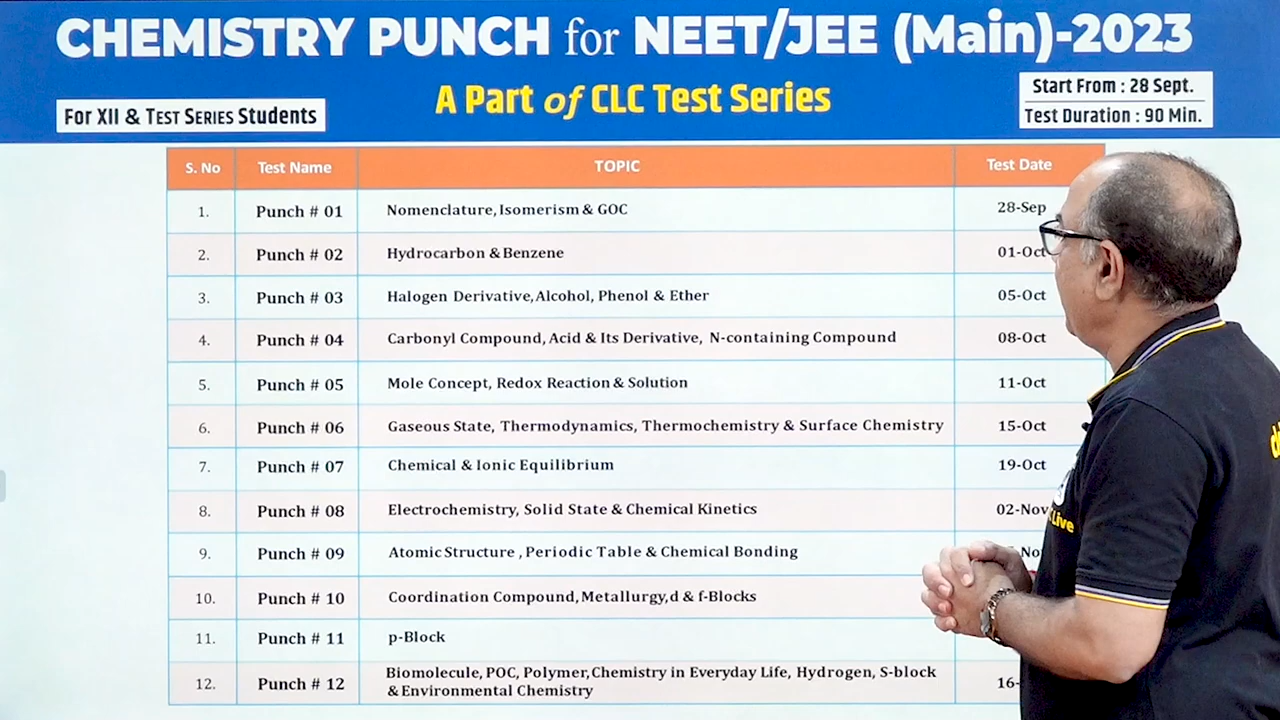 CHEMISTRY PUNCH for NEET/JEE (Main)-2023
A Part of CLC Test Series
For XII & TEST SERIES Students
Start From : 28 Sept.
Test Duration : 90 Min.
S. No Test Name TOPIC Test Date
1. Punch # 01 Nomenclature, Isomerism & GOC 28-Sep
2. Punch # 02 Hydrocarbon & Benzene 01-Oct
3. Punch # 03 Halogen Derivative, Alcohol, Phenol & Ether 05-Oct
4. Punch # 04 Carbonyl Compound, Acid & Its Derivative, N-containing Compound 08-Oct
5. Punch # 05 Mole Concept, Redox Reaction & Solution 11-Oct
6. Punch # 06 Gaseous State, Thermodynamics, Thermochemistry & Surface Chemistry 15-Oct
7. Punch # 07 Chemical & Ionic Equilibrium 19-Oct
8. Punch # 08 Electrochemistry, Solid State & Chemical Kinetics 02-Nov
9. Punch # 09 Atomic Structure , Periodic Table & Chemical Bonding
10. Punch # 10 Coordination Compound, Metallurgy, d & f-Blocks
11. Punch # 11 p-Block
12. Punch # 12 Biomolecule, POC, Polymer, Chemistry in Everyday Life, Hydrogen, S-block 16-
& Environmental Chemistry
Live